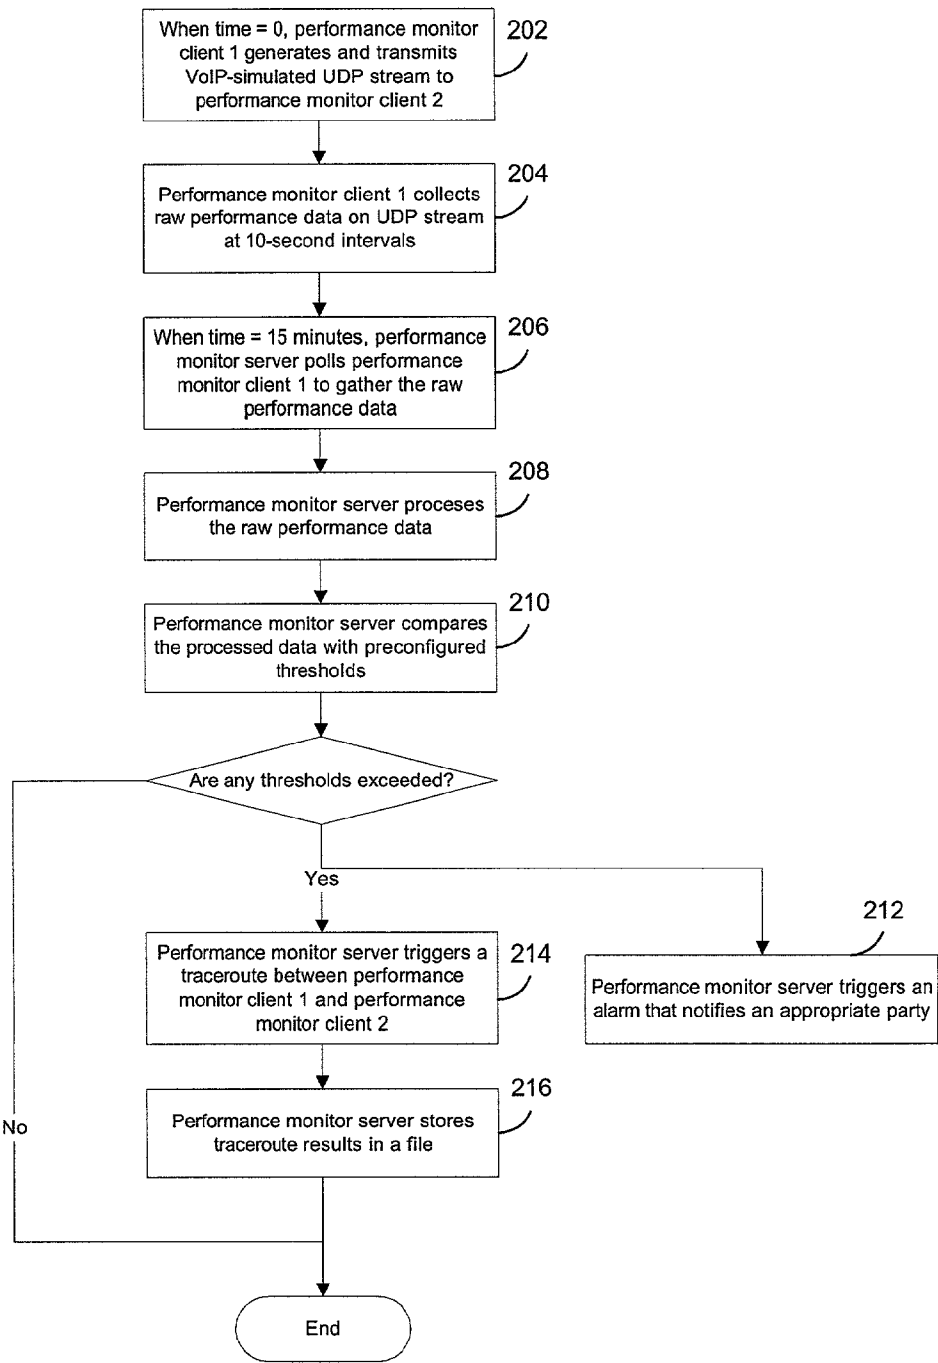 When time = 0, performance monitor
client 1 generates and transmits
VoIP-simulated UDP stream to
performance monitor client 2
202
Performance monitor client 1 collects
raw performance data on UDP stream
at 10-second intervals
204
When time = 15 minutes, performance
monitor server polls performance
monitor client 1 to gather the raw
performance data
206
Performance monitor server proceses
the raw performance data
208
Performance monitor server compares
the processed data with preconfigured
thresholds
210
Are any thresholds exceeded?
Yes
Performance monitor server triggers a
traceroute between performance
monitor client 1 and performance
monitor client 2
214
Performance monitor server triggers an
alarm that notifies an appropriate party
212
Performance monitor server stores
traceroute results in a file
216
No
End